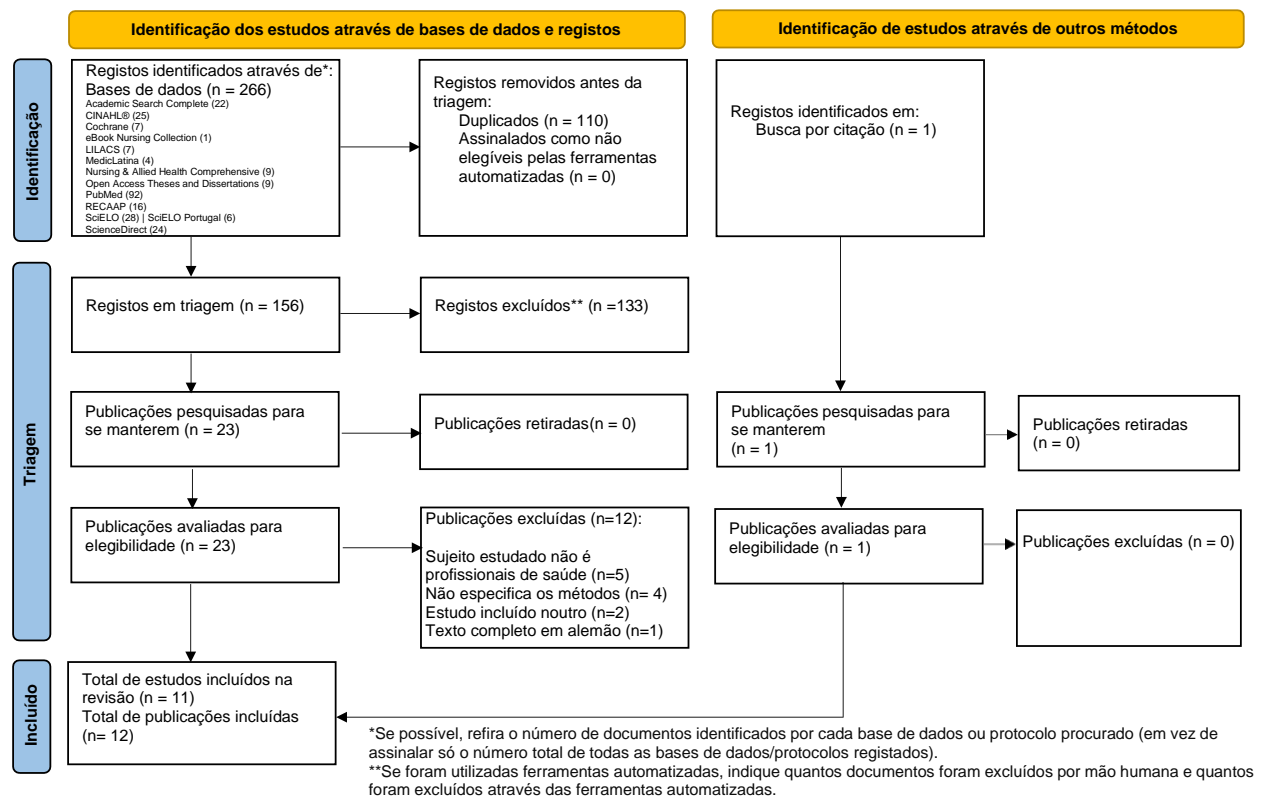 Identificação dos estudos através de bases de dados e registos
Identificação de estudos através de outros métodos
Identificação
Registos identificados através de*:
Bases de dados (n = 266)
Academic Search Complete (22)
CINAHL® (25)
Cochrane (7)
eBook Nursing Collection (1)
LILACS (7)
MedicLatina (4)
Nursing & Allied Health Comprehensive (9)
Open Access Theses and Dissertations (9)
PubMed (92)
RECAAP (16)
SciELO (28) | SciELO Portugal (6)
ScienceDirect (24)
Registos removidos antes da
triagem:
Duplicados (n = 110)
Assinalados como não
elegíveis pelas ferramentas
automatizadas (n = 0)
Registos identificados em:
Busca por citação (n = 1)
Triagem
Registos em triagem (n = 156)
Registos excluídos** (n =133)
Publicações pesquisadas para
se manterem (n = 23)
Publicações retiradas(n = 0)
Publicações pesquisadas para
se manterem
(n = 1)
Publicações retiradas
(n = 0)
Publicações avaliadas para
elegibilidade (n = 23)
Publicações excluídas (n=12):
Sujeito estudado não é
profissionais de saúde (n=5)
Não especifica os métodos (n= 4)
Estudo incluído noutro (n=2)
Texto completo em alemão (n=1)
Publicações avaliadas para
elegibilidade (n = 1)
Publicações excluídas (n = 0)
Incluído
Total de estudos incluídos na
revisão (n = 11)
Total de publicações incluídas
(n= 12)
*Se possível, refira o número de documentos identificados por cada base de dados ou protocolo procurado (em vez de
assinalar só o número total de todas as bases de dados/protocolos registados).
**Se foram utilizadas ferramentas automatizadas, indique quantos documentos foram excluídos por mão humana e quantos
foram excluídos através das ferramentas automatizadas.